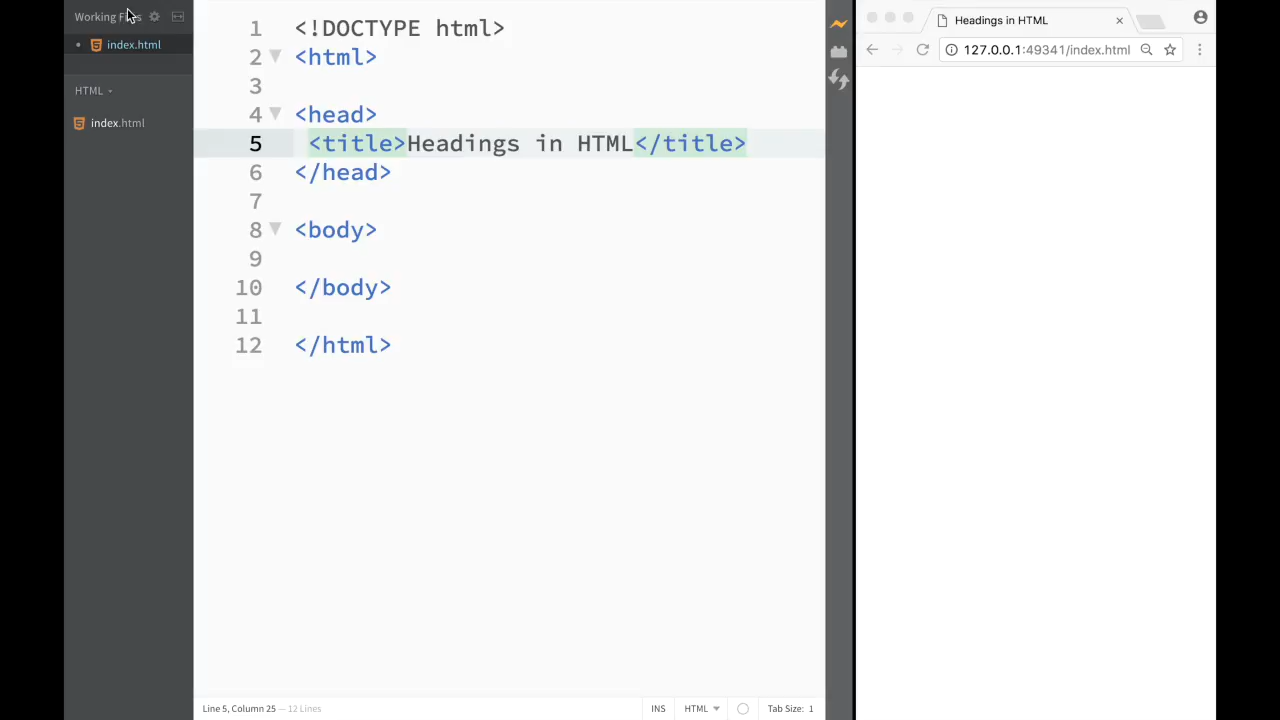 Working Fi
index.html
HTML
index.html
1 <!DOCTYPE html>
2 <html>
3
4 <head>
5 <title>Headings in HTML</title>
6 </head>
7
8 <body>
9
10 </body>
11
12 </html>
Line 5, Column 25 — 12 Lines
INS
HTML
Tab Size: 1
Headings in HTML
127.0.0.1:49341/index.html